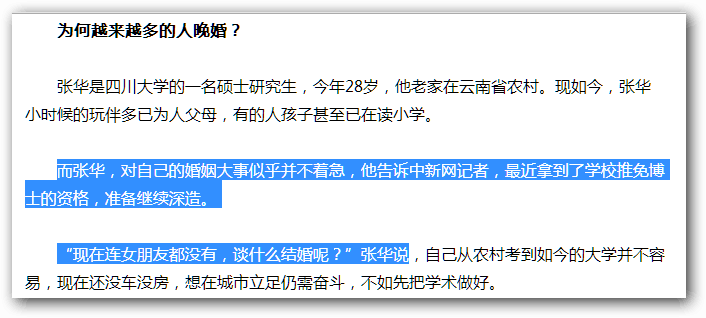 为何越来越多的人晚婚？
张华是四川大学的一名硕士研究生，今年28岁，他老家在云南省农村。现如今，张华
小时候的玩伴多已为人父母，有的人孩子甚至已在读小学。
而张华，对自己的婚姻大事似乎并不着急，他告诉中新网记者，最近拿到了学校推免博
士的资格，准备继续深造。
“现在连女朋友都没有，谈什么结婚呢？”张华说，自己从农村考到如今的大学并不容
易，现在还没车没房，想在城市立足仍需奋斗，不如先把学术做好。